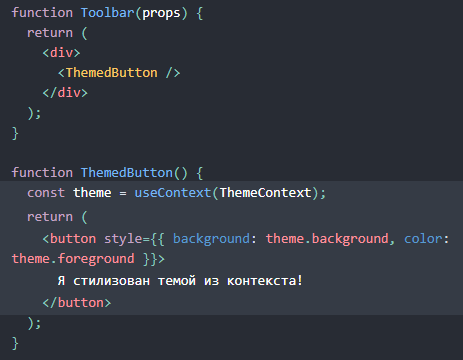 function Toolbar(props) {
  return (
    <div>
      <ThemedButton />
    </div>
  );
}

function ThemedButton() {
  const theme = useContext(ThemeContext);
  return (
    <button style={{ background: theme.background, color:
theme.foreground }}>
      Я стилизован темой из контекста!
    </button>
  );
}